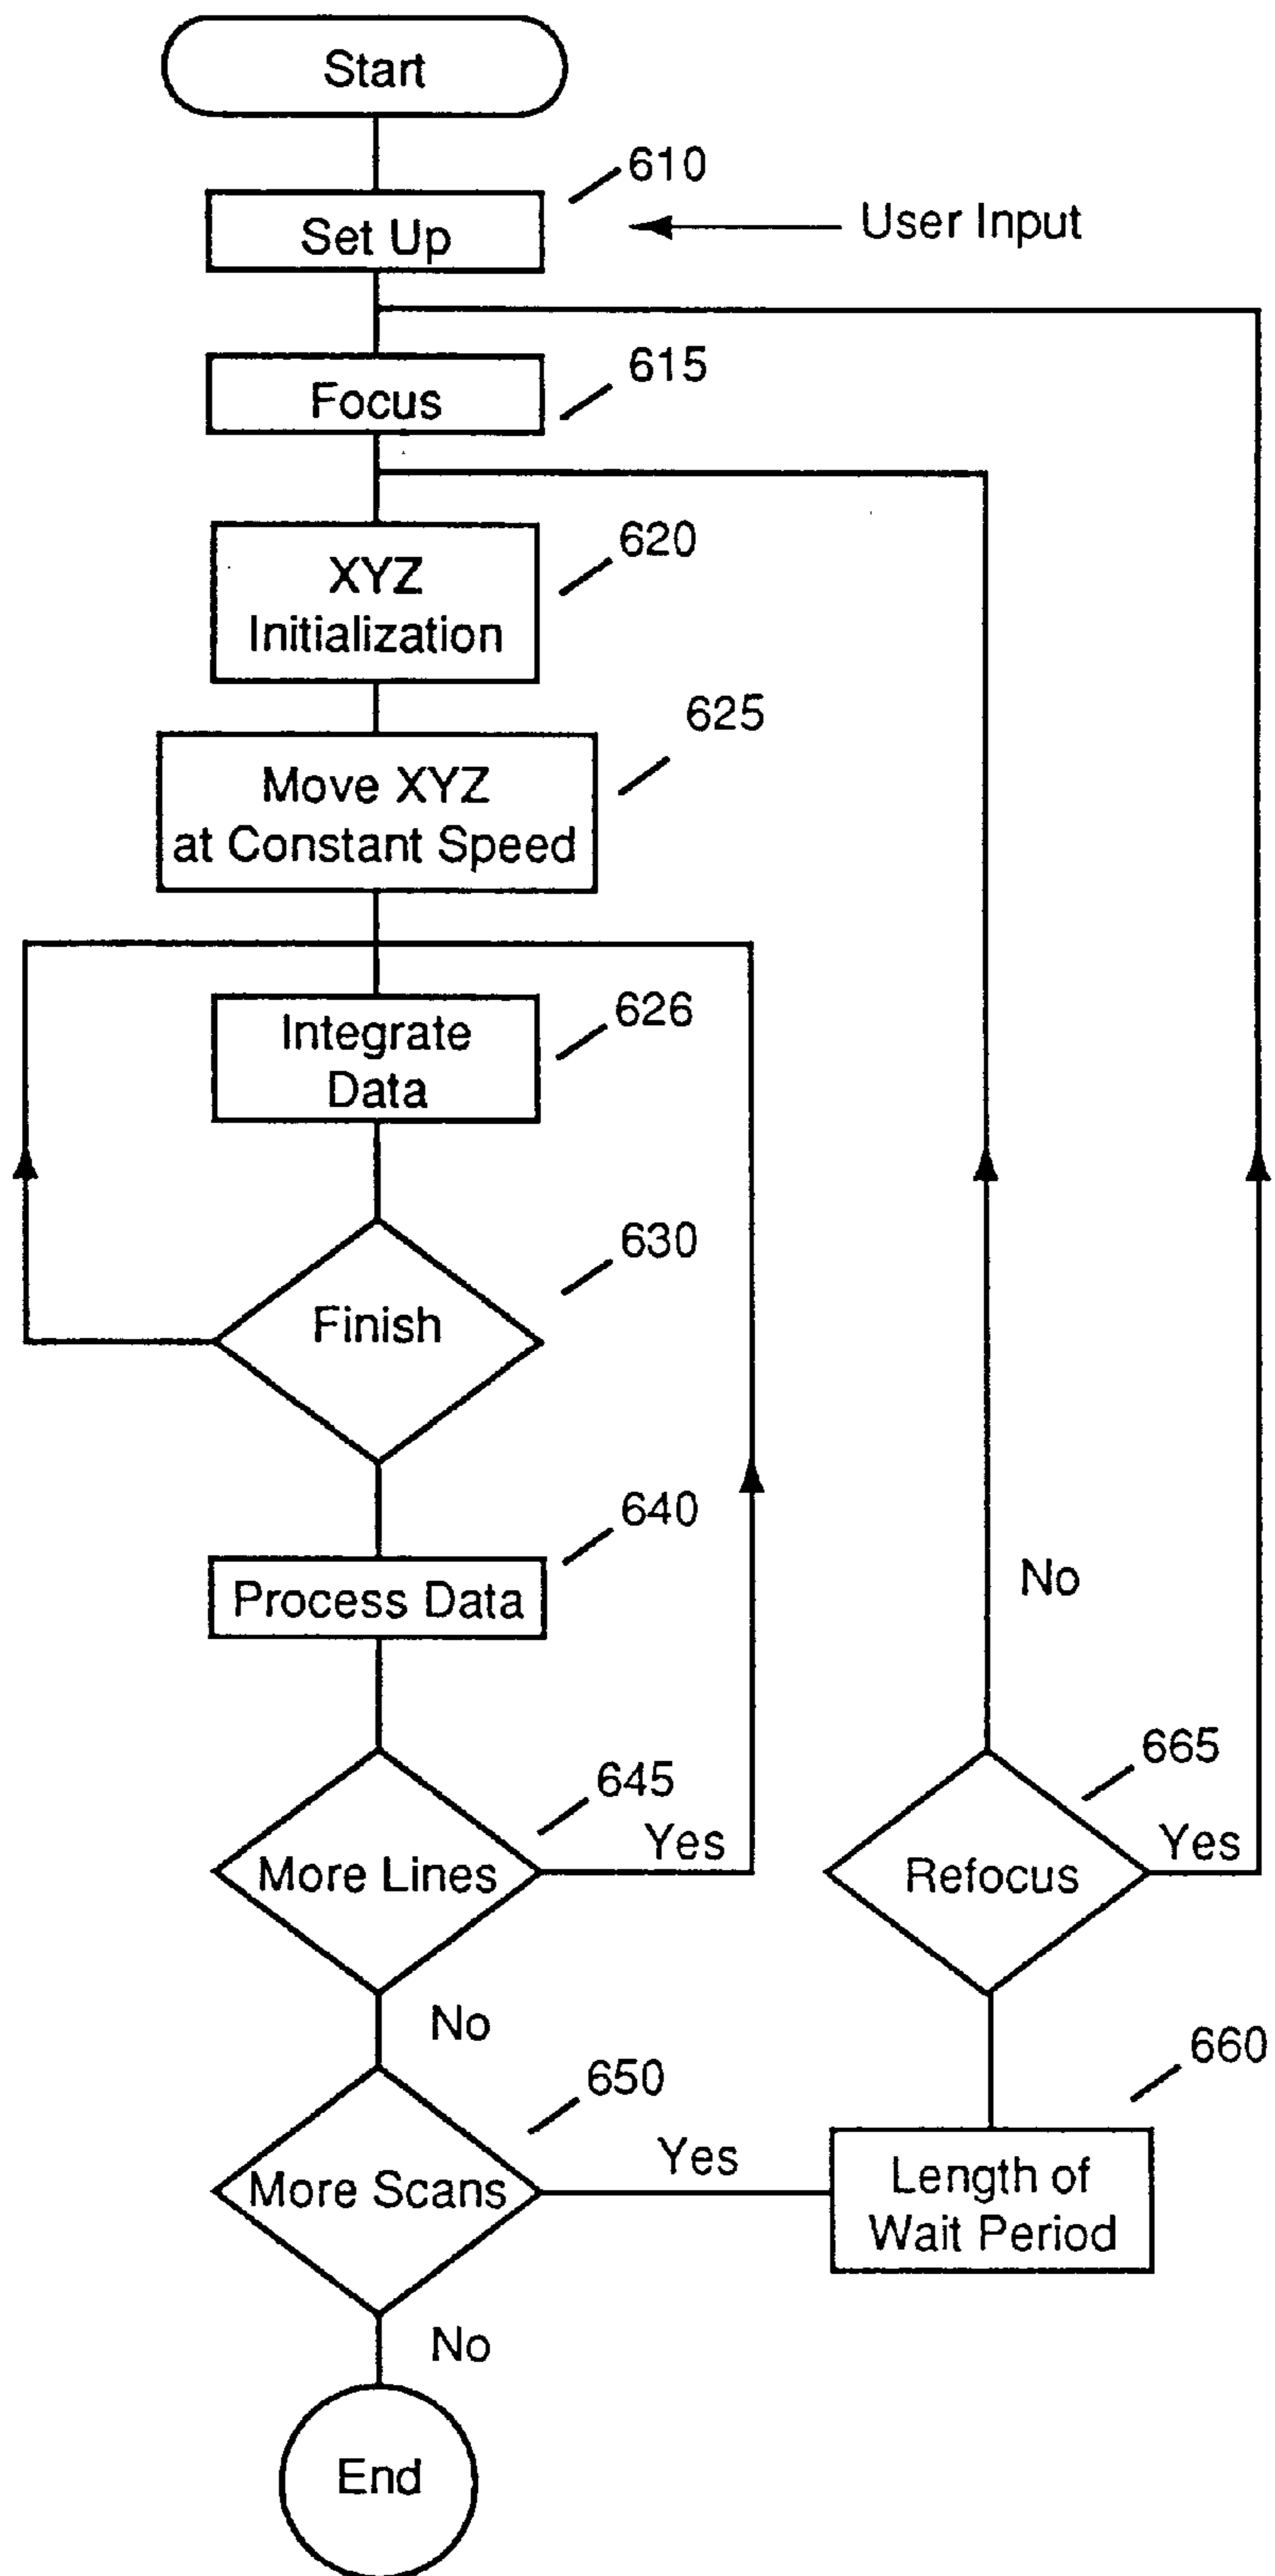 Start
610
Set Up
User Input
615
Focus
620
XYZ
Initialization
625
Move XYZ
at Constant Speed
626
Integrate
Data
630
Finish
640
Process Data
645
More Lines
Yes
No
650
More Scans
Yes
No
End
660
Length of
Wait Period
665
Refocus
Yes
No